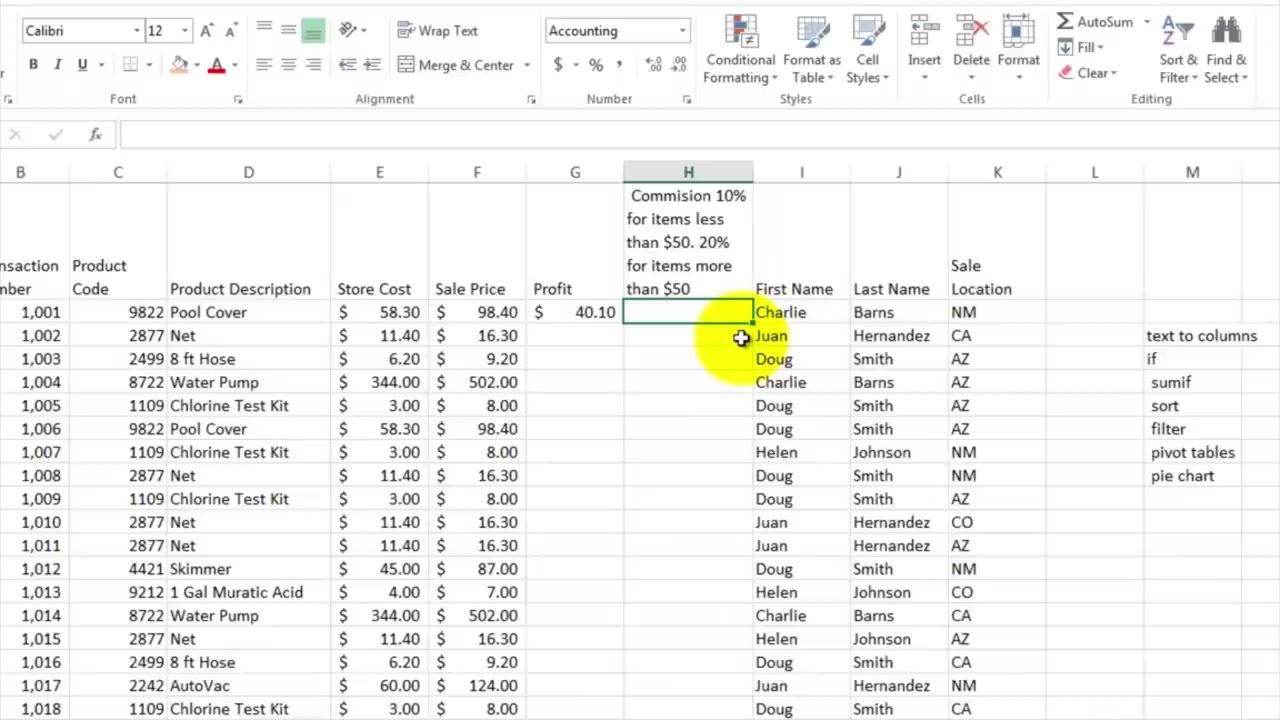 Calibri 12 Wrap Text Accounting AutoSum
B I U Merge & Center $ % , Fill
Conditional Formatting Format as Table Cell Styles Insert Delete Format Clear Sort & Filter Find & Select
Font Alignment Number Styles Cells Editing
fx
B C D E F G H I J K L M
Commision 10%
for items less
than $50. 20%
for items more
than $50
nsaction Product Sale
Code Product Description Store Cost Sale Price Profit First Name Last Name Location
1,001 9822 Pool Cover $ 58.30 $ 98.40 $ 40.10 Charlie Barns NM
1,002 2877 Net $ 11.40 $ 16.30 Juan Hernandez CA text to columns
1,003 2499 8 ft Hose $ 6.20 $ 9.20 Doug Smith AZ if
1,004 8722 Water Pump $ 344.00 $ 502.00 Charlie Barns AZ sumif
1,005 1109 Chlorine Test Kit $ 3.00 $ 8.00 Doug Smith AZ sort
1,006 9822 Pool Cover $ 58.30 $ 98.40 Doug Smith AZ filter
1,007 1109 Chlorine Test Kit $ 3.00 $ 8.00 Helen Johnson NM pivot tables
1,008 2877 Net $ 11.40 $ 16.30 Doug Smith NM pie chart
1,009 1109 Chlorine Test Kit $ 3.00 $ 8.00 Doug Smith AZ
1,010 2877 Net $ 11.40 $ 16.30 Juan Hernandez CO
1,011 2877 Net $ 11.40 $ 16.30 Juan Hernandez AZ
1,012 4421 Skimmer $ 45.00 $ 87.00 Doug Smith NM
1,013 9212 1 Gal Muratic Acid $ 4.00 $ 7.00 Helen Johnson CO
1,014 8722 Water Pump $ 344.00 $ 502.00 Charlie Barns CA
1,015 2877 Net $ 11.40 $ 16.30 Helen Johnson AZ
1,016 2499 8 ft Hose $ 6.20 $ 9.20 Doug Smith CA
1,017 2242 AutoVac $ 60.00 $ 124.00 Juan Hernandez NM
1,018 1109 Chlorine Test Kit $ 3.00 $ 8.00 Doug Smith CA